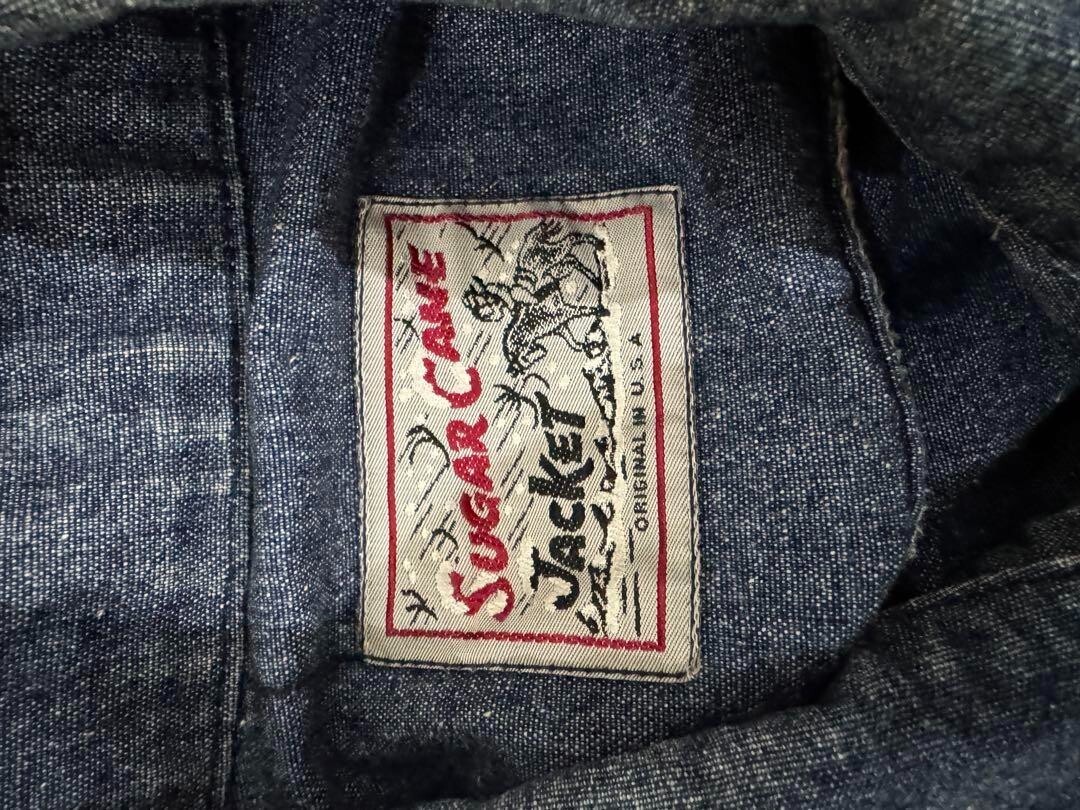 SUGAR CANE
JACKET
ORIGINAL IN U.S.A